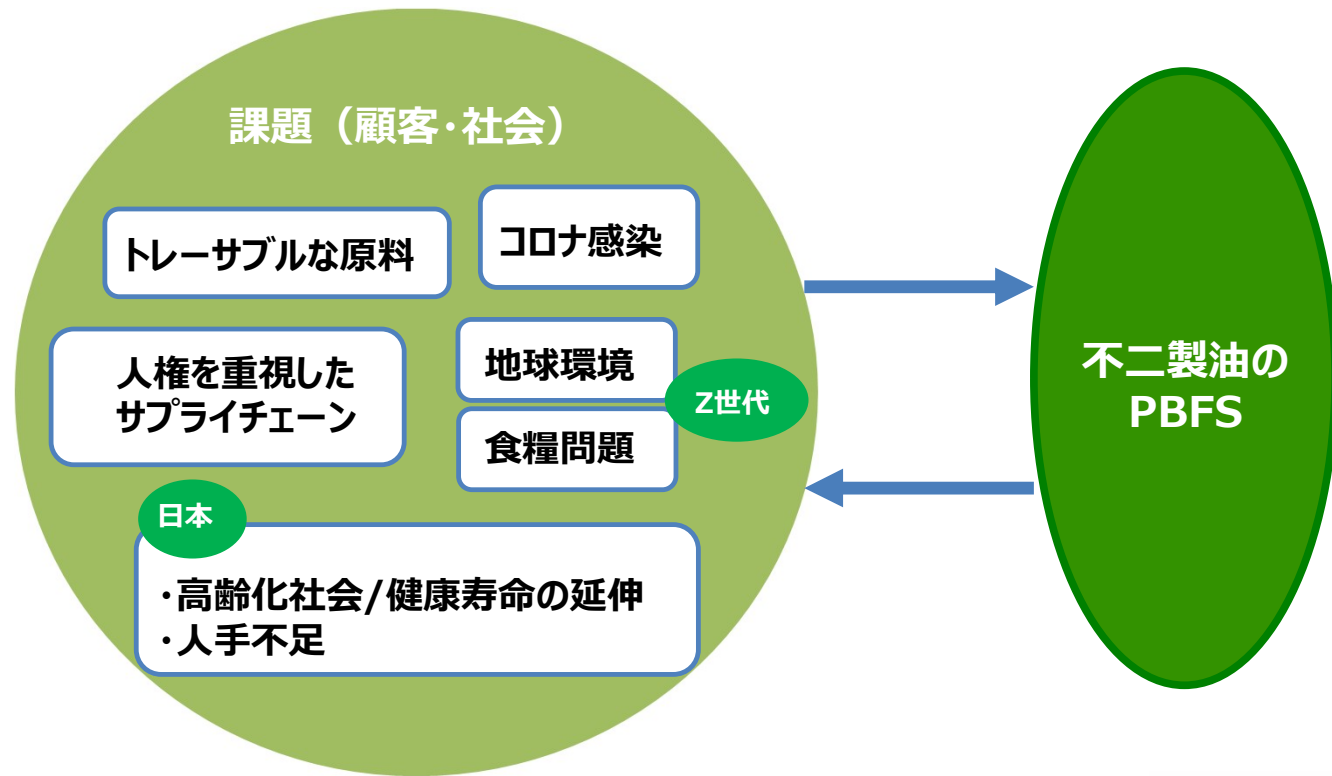 課題（顧客・社会）
トレーサブルな原料
コロナ感染
人権を重視した
サプライチェーン
地球環境
食糧問題
Z世代
日本
・高齢化社会/健康寿命の延伸
・人手不足
不二製油の
PBFS